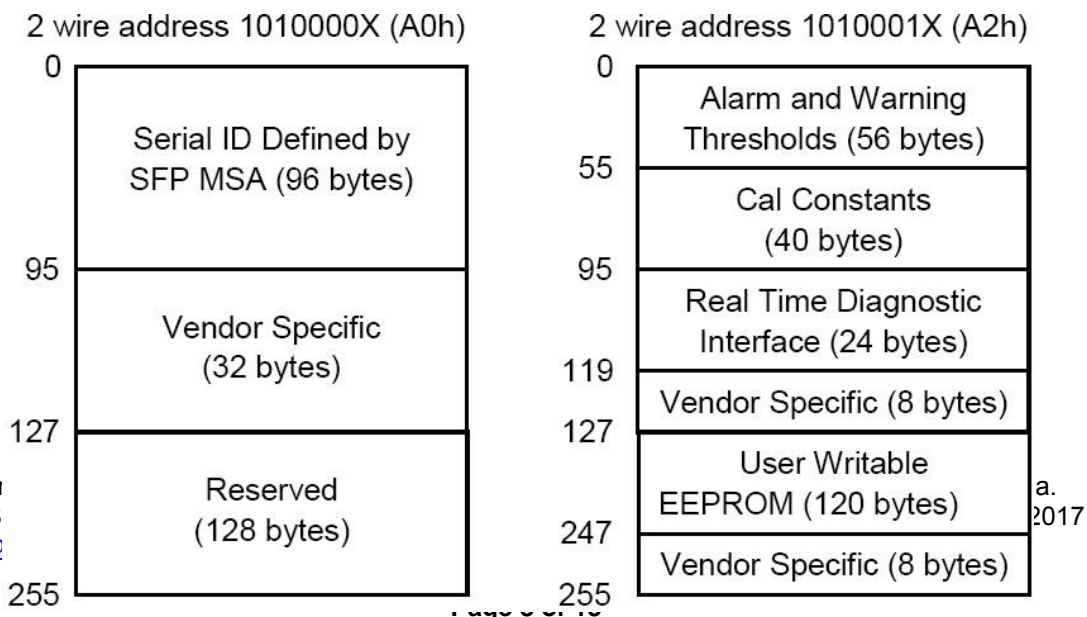 2 wire address 1010000X (A0h)
0
Serial ID Defined by
SFP MSA (96 bytes)
95
Vendor Specific
(32 bytes)
127
Reserved
(128 bytes)
255
2 wire address 1010001X (A2h)
0
Alarm and Warning
Thresholds (56 bytes)
55
Cal Constants
(40 bytes)
95
Real Time Diagnostic
Interface (24 bytes)
119
Vendor Specific (8 bytes)
127
User Writable
EEPROM (120 bytes)
247
Vendor Specific (8 bytes)
255
a.
2017